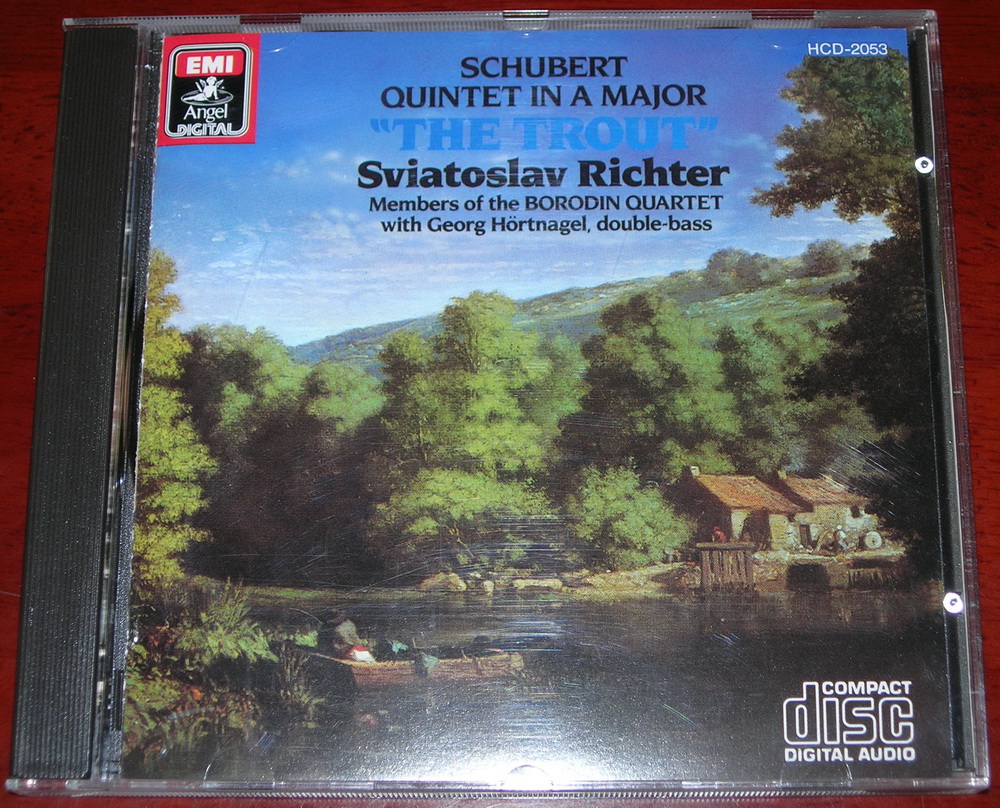 HCD-2053
EMI
Angel
DIGITAL
SCHUBERT
QUINTET IN A MAJOR
"THE TROUT"
Sviatoslav Richter
Members of the BORODIN QUARTET
with Georg Hörtnagel, double-bass
COMPACT
disc
DIGITAL AUDIO